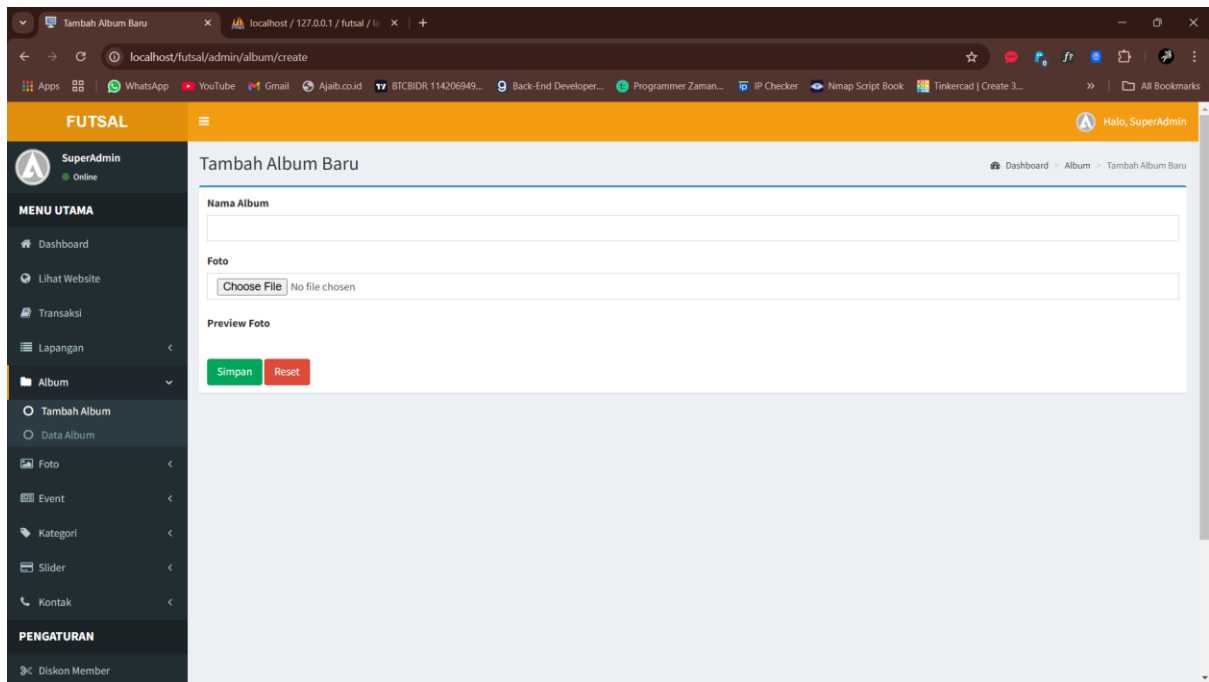 Tambah Album Baru
localhost / 127.0.0.1 / futsal / la
localhost/futsal/admin/album/create
Apps
WhatsApp
YouTube
Gmail
Ajaib.co.id
BTCBIDR 114206949...
Back-End Developer...
Programmer Zaman...
IP Checker
Nmap Script Book
Tinkercad | Create 3...
All Bookmarks
FUTSAL
Halo, SuperAdmin
SuperAdmin
Online
Tambah Album Baru
Dashboard > Album > Tambah Album Baru
MENU UTAMA
Dashboard
Lihat Website
Transaksi
Lapangan
Album
Tambah Album
Data Album
Foto
Event
Kategori
Slider
Kontak
PENGATURAN
Diskon Member
Nama Album
Foto
Choose File No file chosen
Preview Foto
Simpan Reset